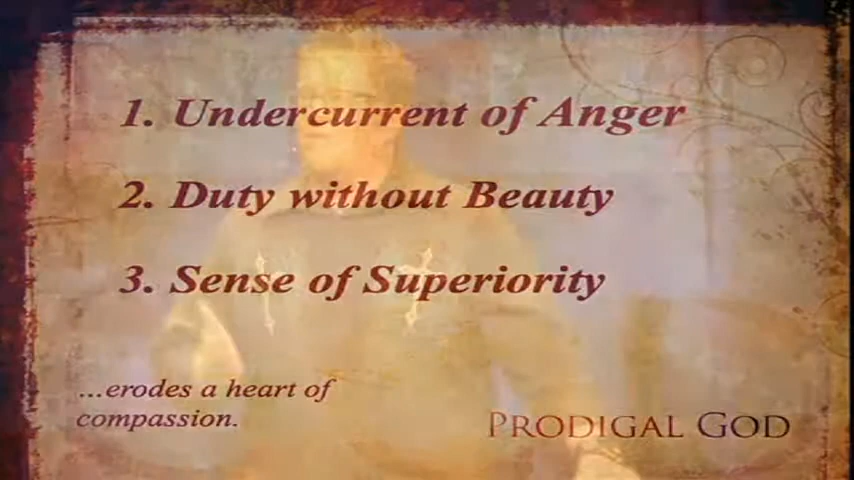 1. Undercurrent of Anger
2. Duty without Beauty
3. Sense of Superiority
...erodes a heart of
compassion.
PRODIGAL GOD